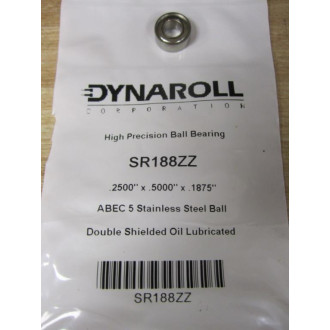 DYNAROLL
CORPORATION
High Precision Ball Bearing
SR188ZZ
.2500" x .5000" x .1875"
ABEC 5 Stainless Steel Ball
Double Shielded Oil Lubricated
SR188ZZ